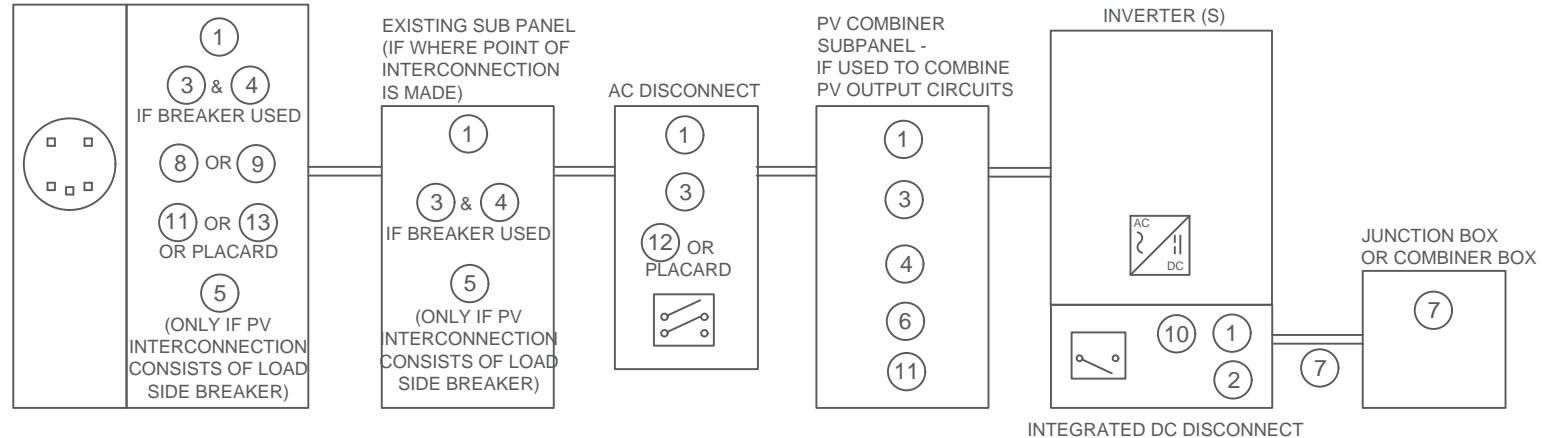 1
3 & 4
IF BREAKER USED
8 OR 9
11 OR 13
OR PLACARD
5
(ONLY IF PV
INTERCONNECTION
CONSISTS OF LOAD
SIDE BREAKER)
EXISTING SUB PANEL
(IF WHERE POINT OF
INTERCONNECTION
IS MADE)
1
3 & 4
IF BREAKER USED
5
(ONLY IF PV
INTERCONNECTION
CONSISTS OF LOAD
SIDE BREAKER)
AC DISCONNECT
1
3
12 OR
PLACARD
PV COMBINER
SUBPANEL -
IF USED TO COMBINE
PV OUTPUT CIRCUITS
1
3
4
6
11
INVERTER (S)
AC
DC
10 1
2
INTEGRATED DC DISCONNECT
7
JUNCTION BOX
OR COMBINER BOX
7